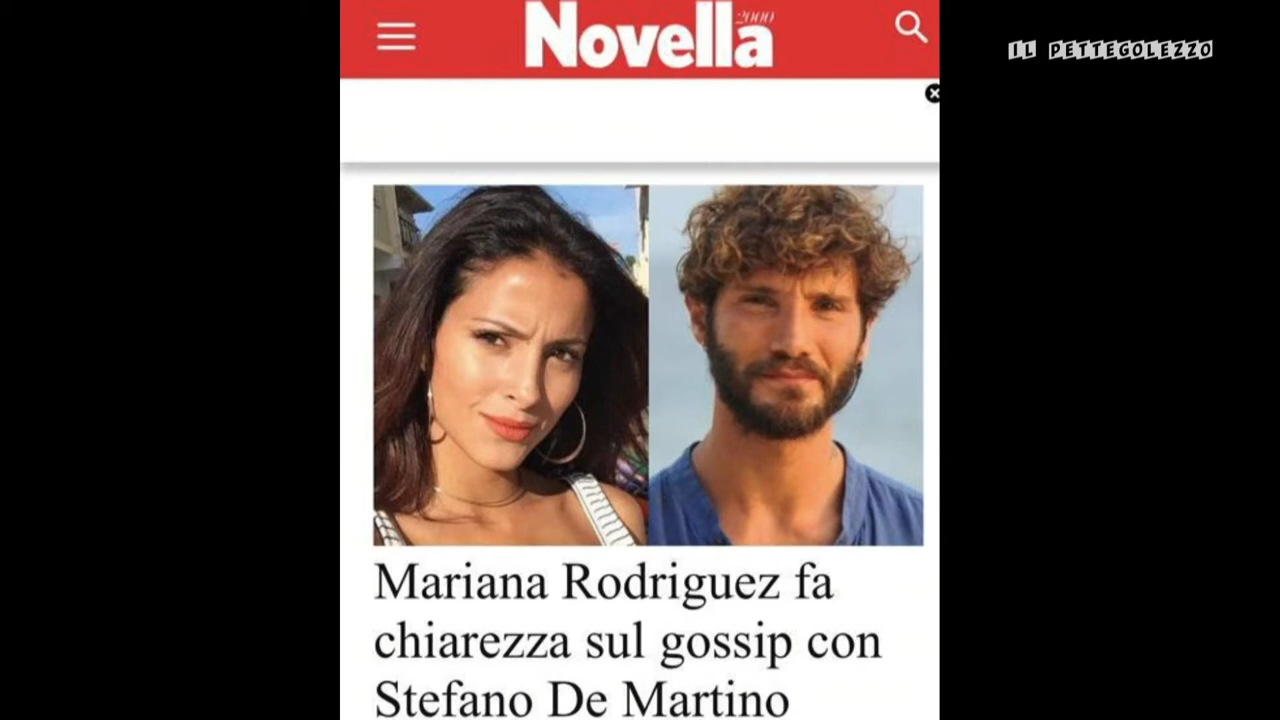 Novella
2000
IL PETTEGOLEZZO
Mariana Rodriguez fa
chiarezza sul gossip con
Stefano De Martino